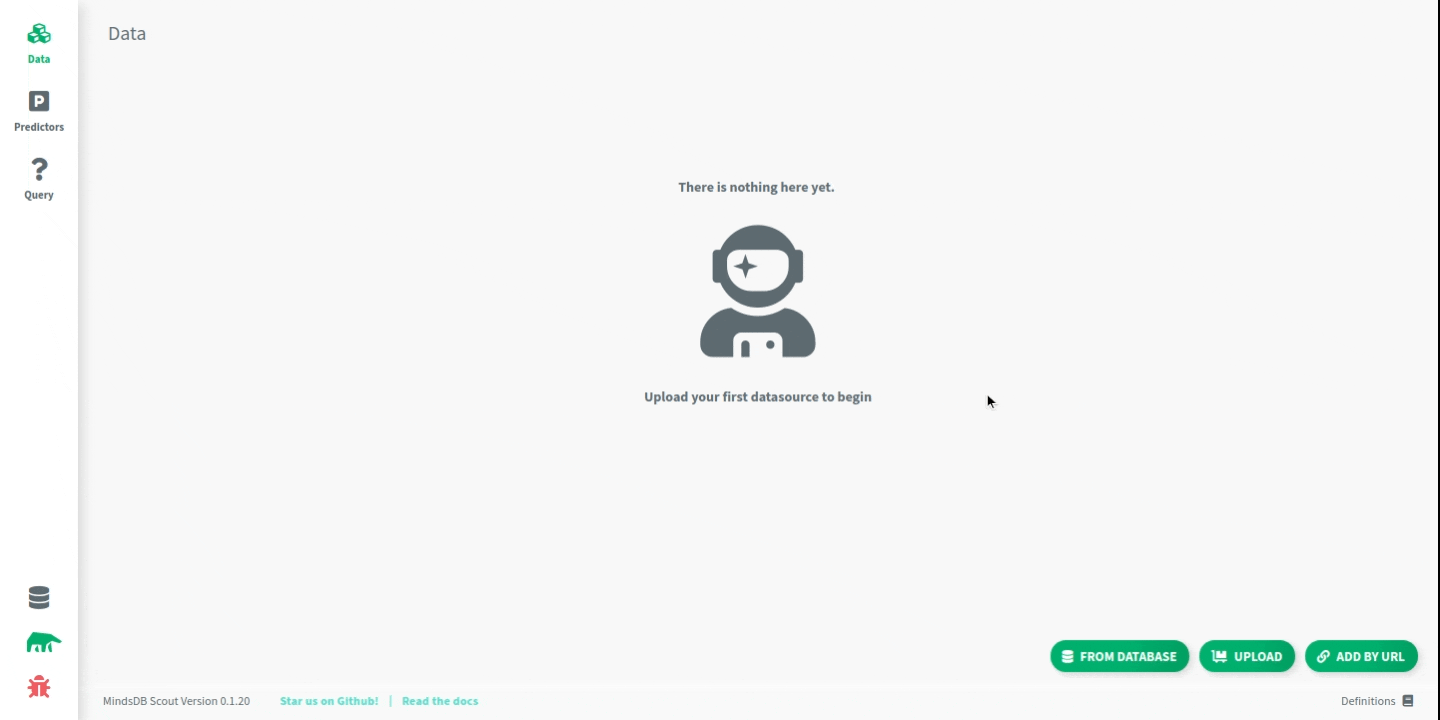 Data
Data
P
Predictors
?
Query
There is nothing here yet.
Upload your first datasource to begin
FROM DATABASE
UPLOAD
ADD BY URL
MindsDB Scout Version 0.1.20
Star us on Github!
|
Read the docs
Definitions